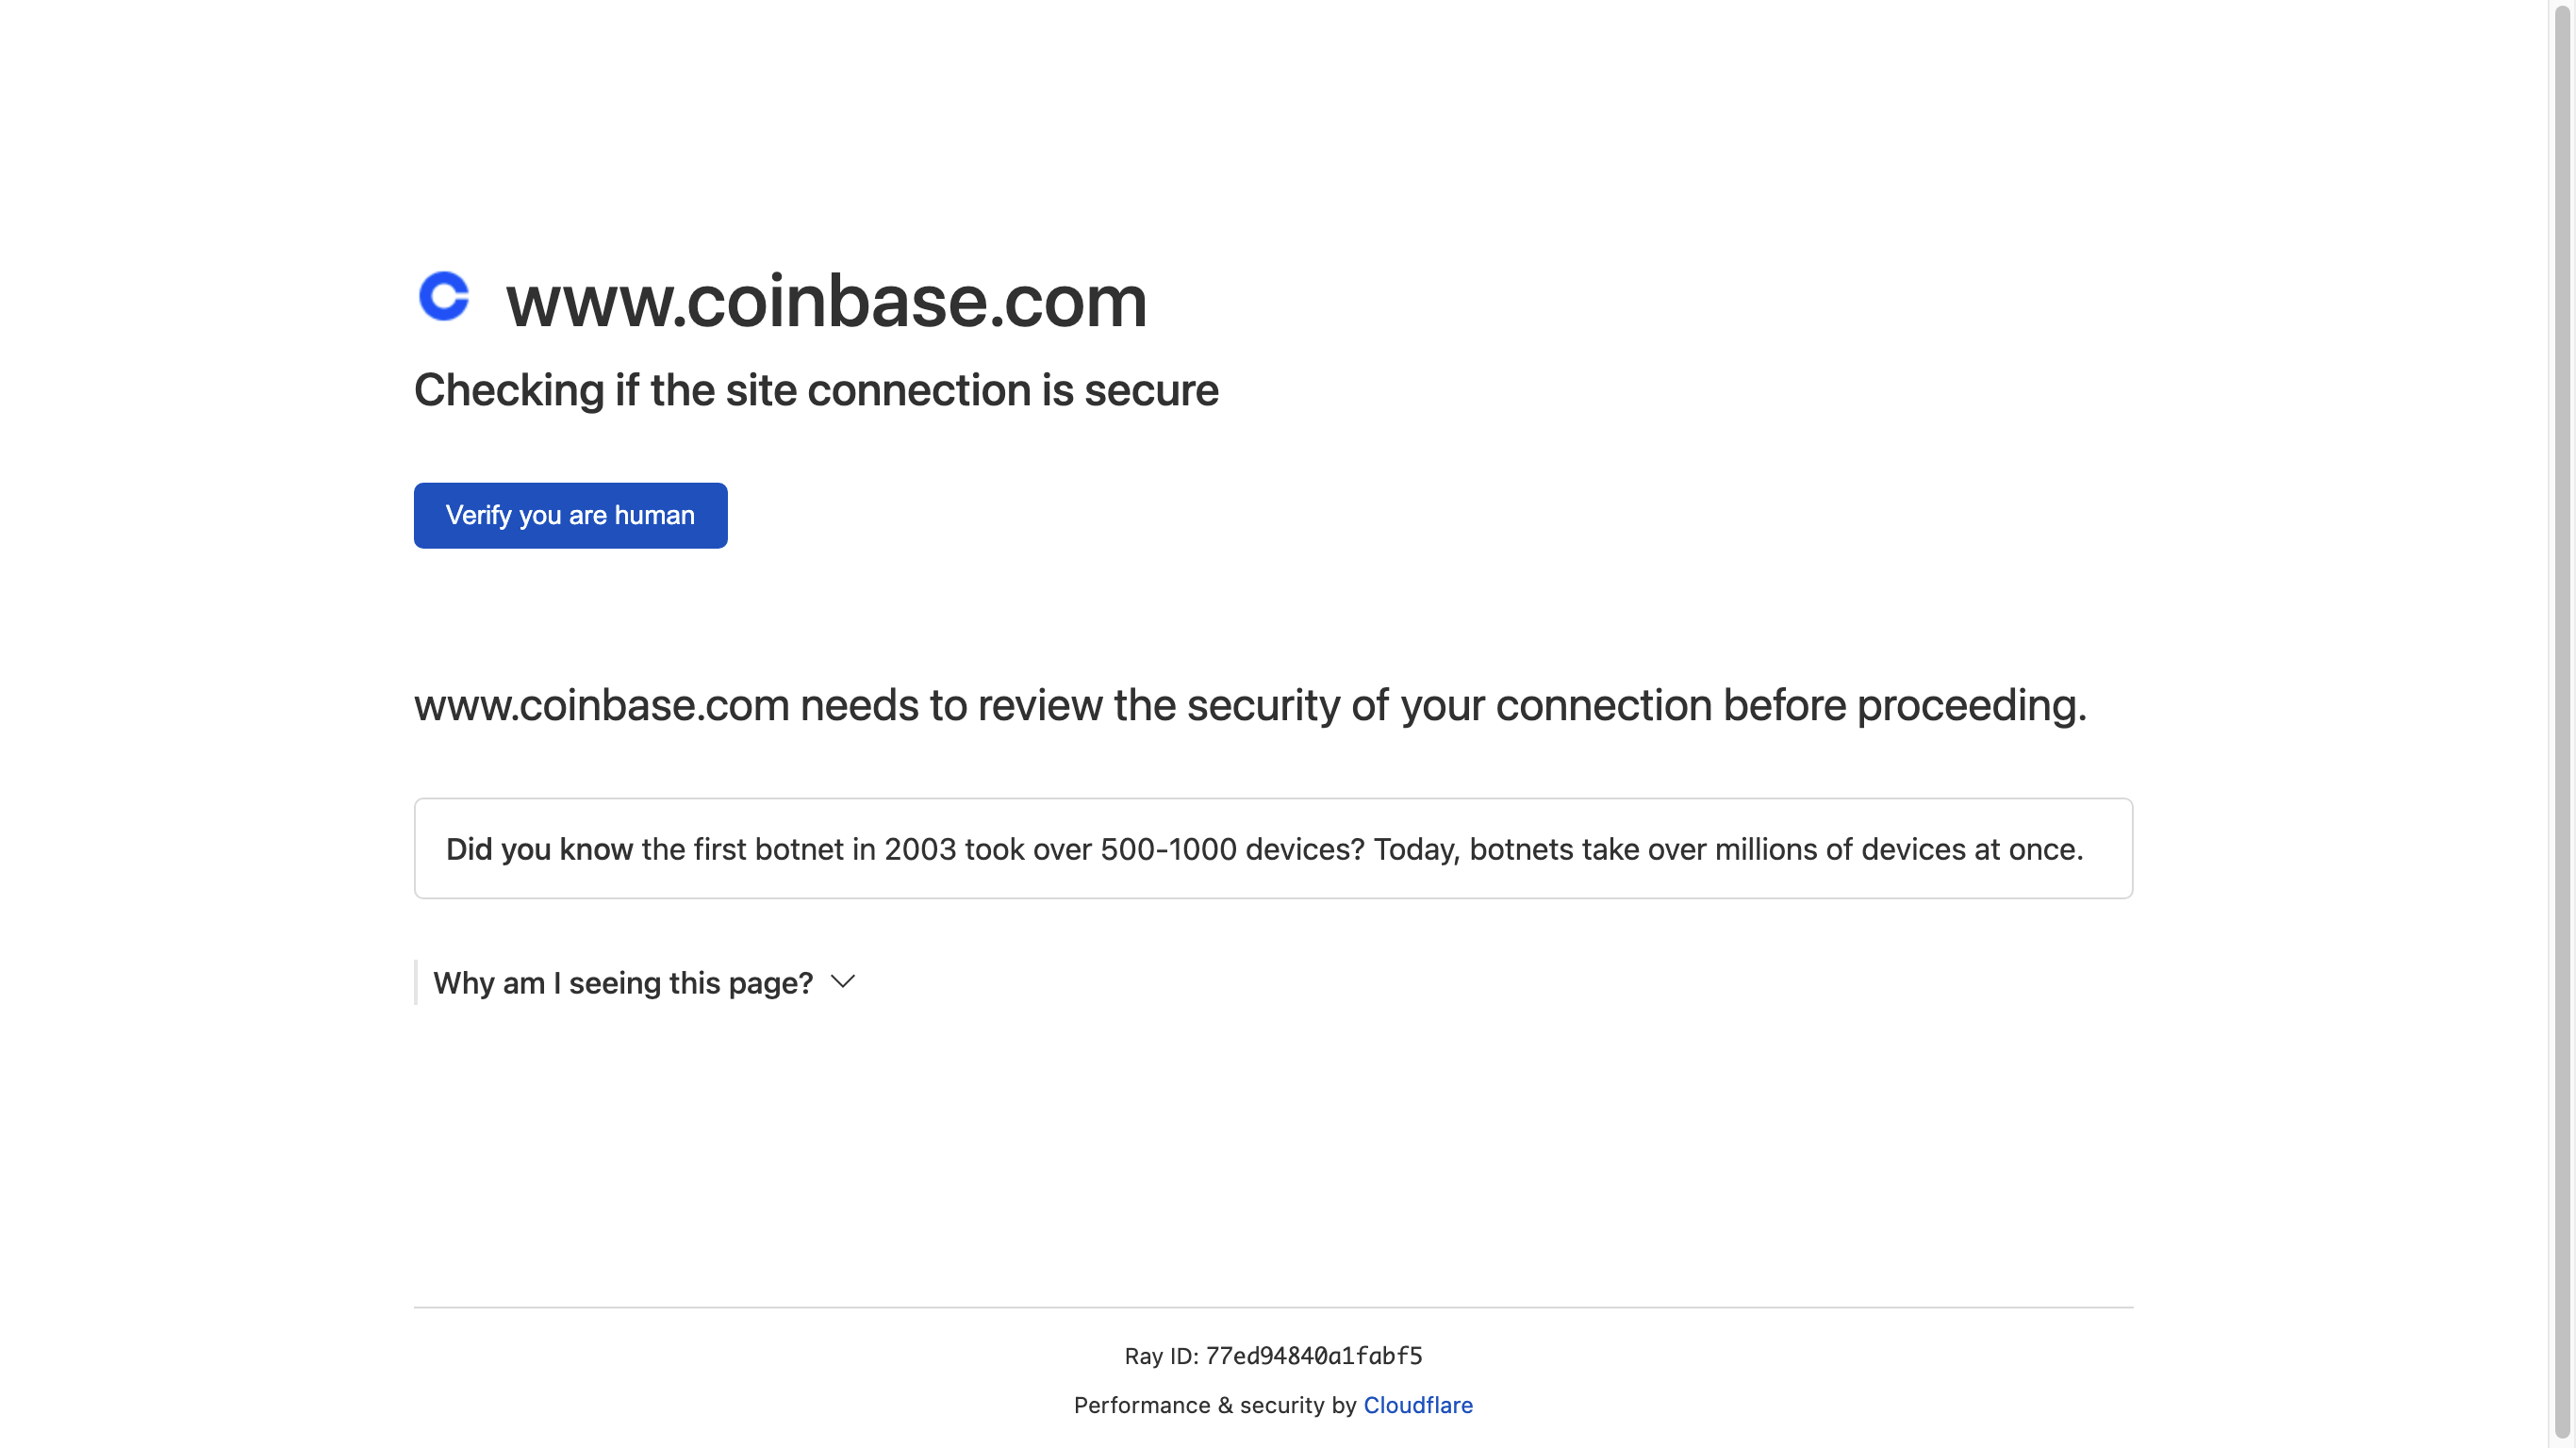 www.coinbase.com
Checking if the site connection is secure
Verify you are human
www.coinbase.com needs to review the security of your connection before proceeding.
Did you know the first botnet in 2003 took over 500-1000 devices? Today, botnets take over millions of devices at once.
Why am I seeing this page?
Ray ID: 77ed94840a1fabf5
Performance & security by Cloudflare